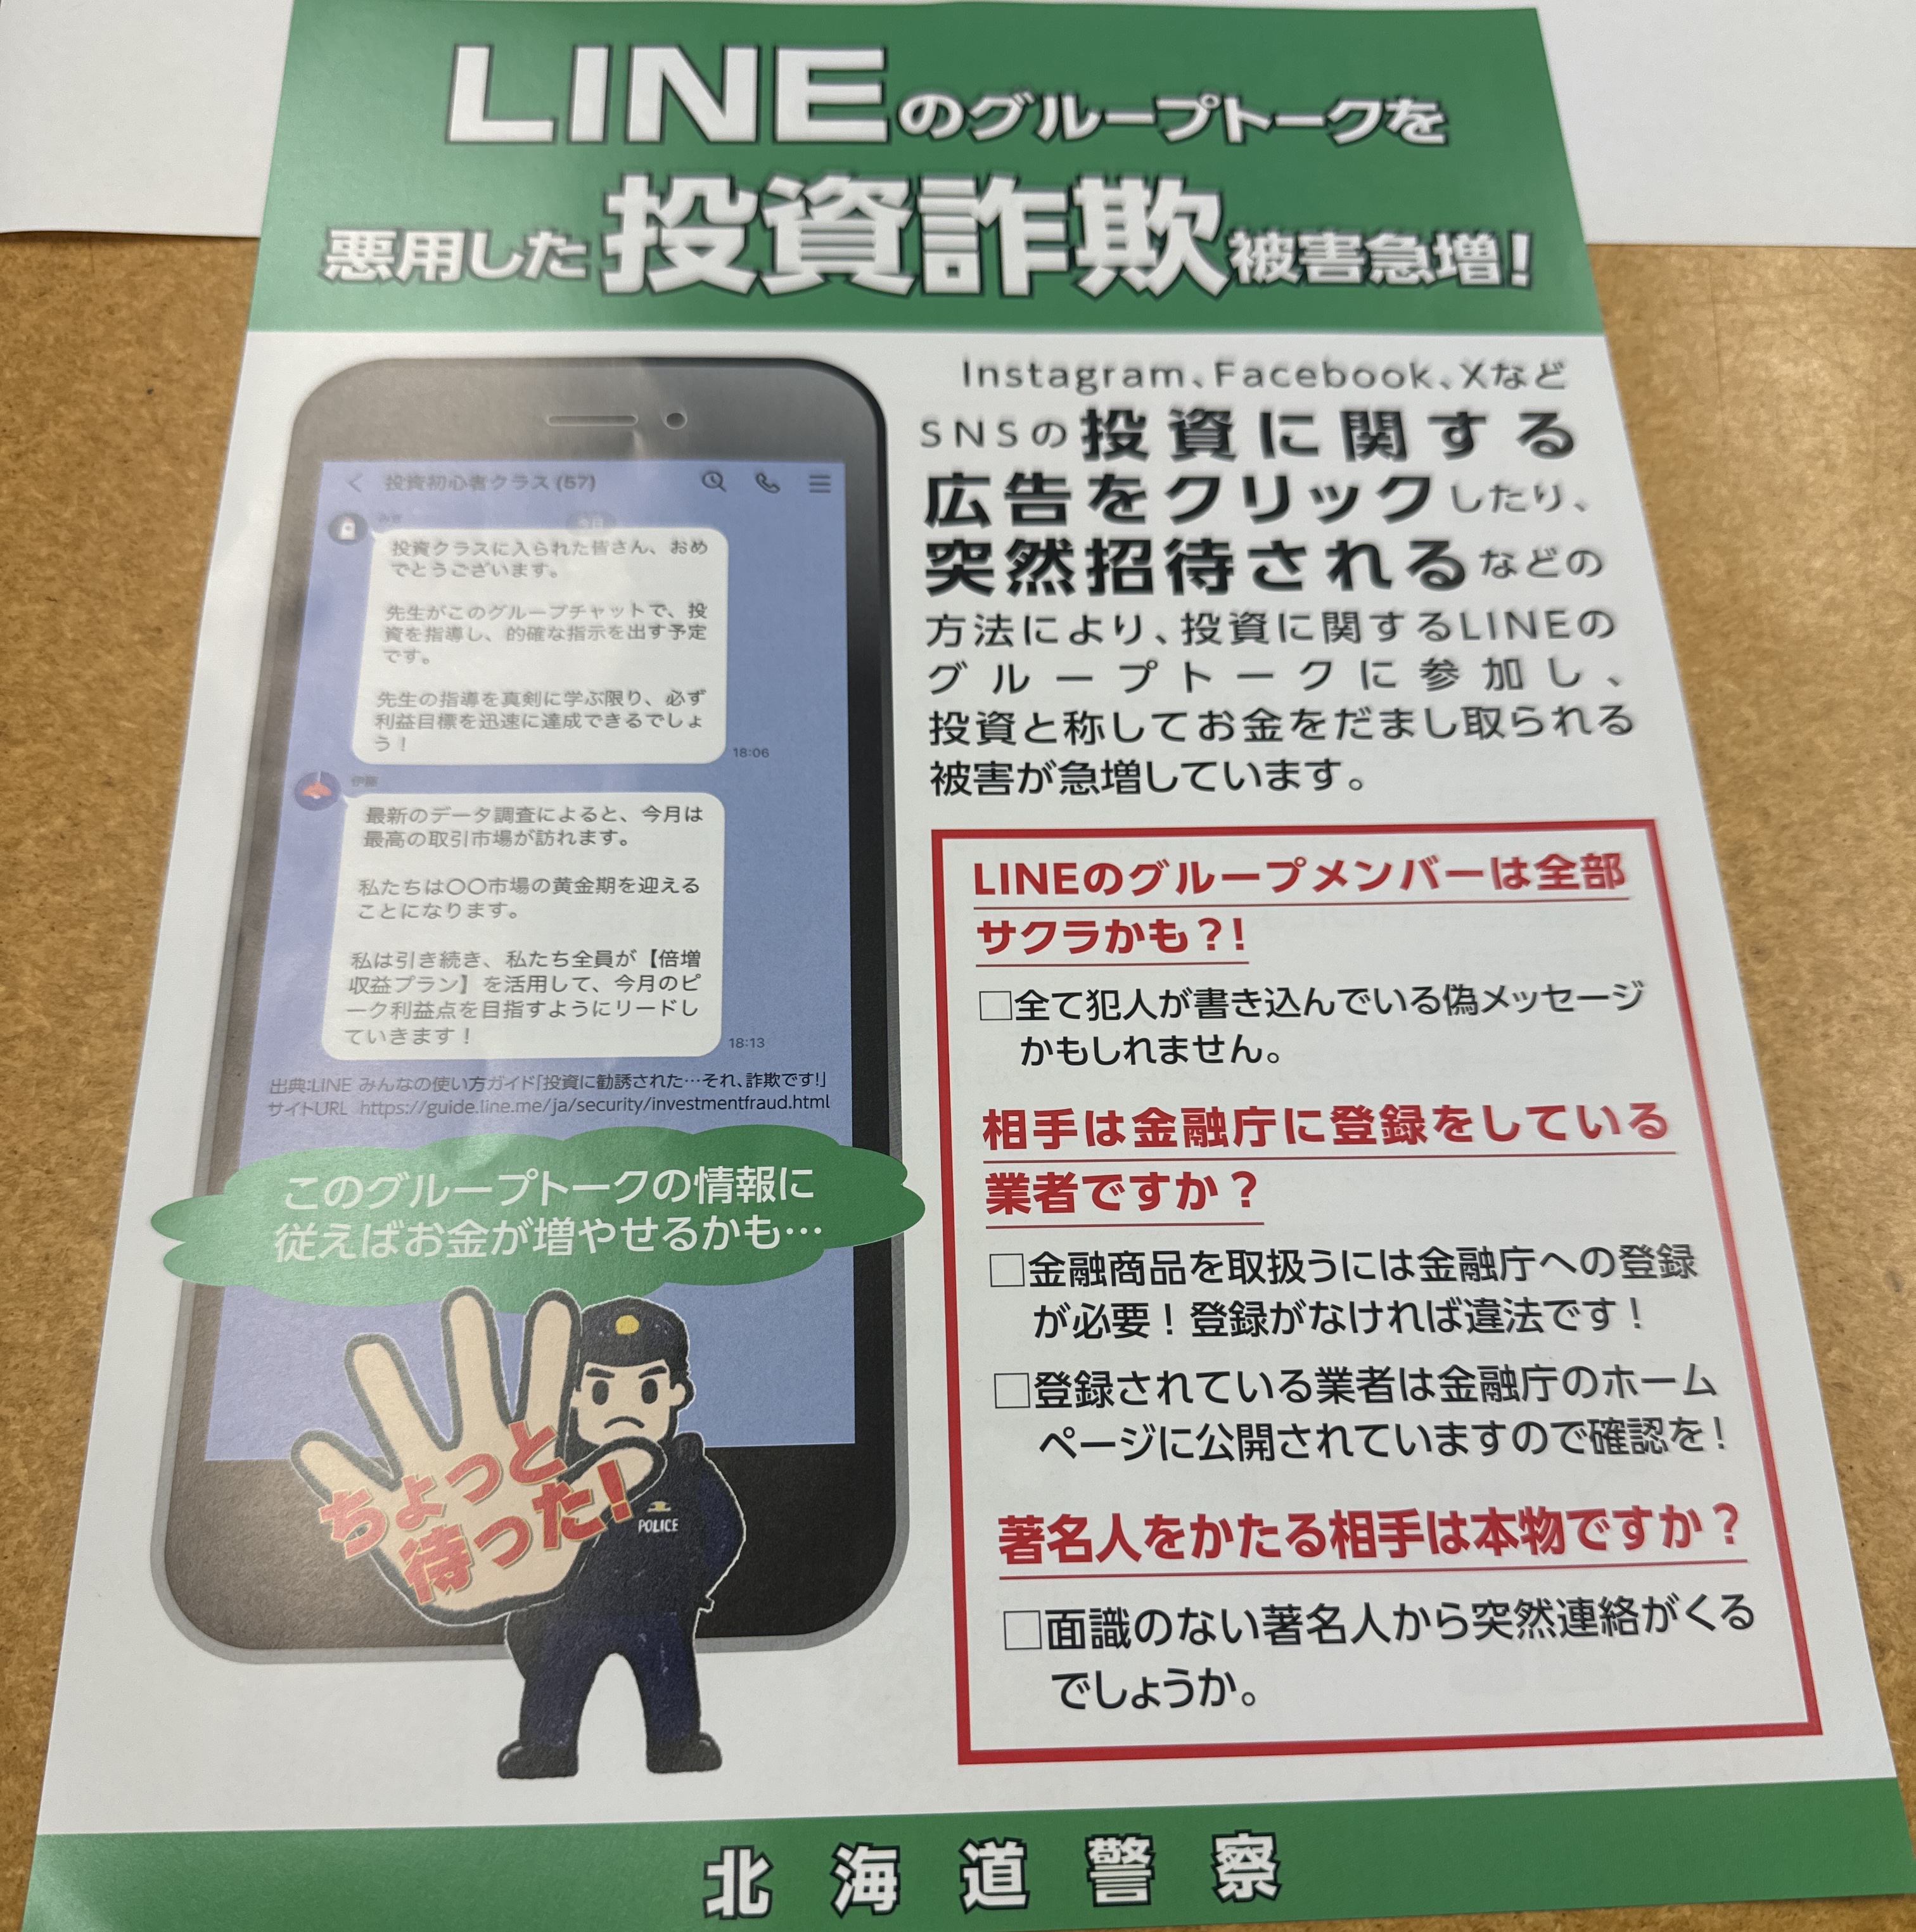 LINEのグループトークを
悪用した投資詐欺被害急増！
投資初心者クラス(57)
今日
投資クラスに入られた皆さん、おめ
でとうございます。
先生がこのグループチャットで、投
資を指導し、的確な指示を出す予定
です。
先生の指導を真剣に学ぶ限り、必ず
利益目標を迅速に達成できるでしょ
う！
18:06
伊藤
最新のデータ調査によると、今月は
最高の取引市場が訪れます。
私たちは〇〇市場の黄金期を迎える
ことになります。
私は引き続き、私たち全員が【倍増
収益プラン】を活用して、今月のピ
ーク利益点を目指すようにリードし
ていきます！
18:13
出典:LINE みんなの使い方ガイド「投資に勧誘された…それ、詐欺です!」
サイトURL https://guide.line.me/ja/security/investmentfraud.html
このグループトークの情報に
従えばお金が増やせるかも…
ちょっと
待った!
POLICE
Instagram、Facebook、Xなど
SNSの投資に関する
広告をクリックしたり、
突然招待されるなどの
方法により、投資に関するLINEの
グループトークに参加し、
投資と称してお金をだまし取られる
被害が急増しています。
LINEのグループメンバーは全部
サクラかも？！
□全て犯人が書き込んでいる偽メッセージ
かもしれません。
相手は金融庁に登録をしている
業者ですか？
□金融商品を取扱うには金融庁への登録
が必要！登録がなければ違法です！
□登録されている業者は金融庁のホーム
ページに公開されていますので確認を！
著名人をかたる相手は本物ですか？
□面識のない著名人から突然連絡がくる
でしょうか。
北海道警察